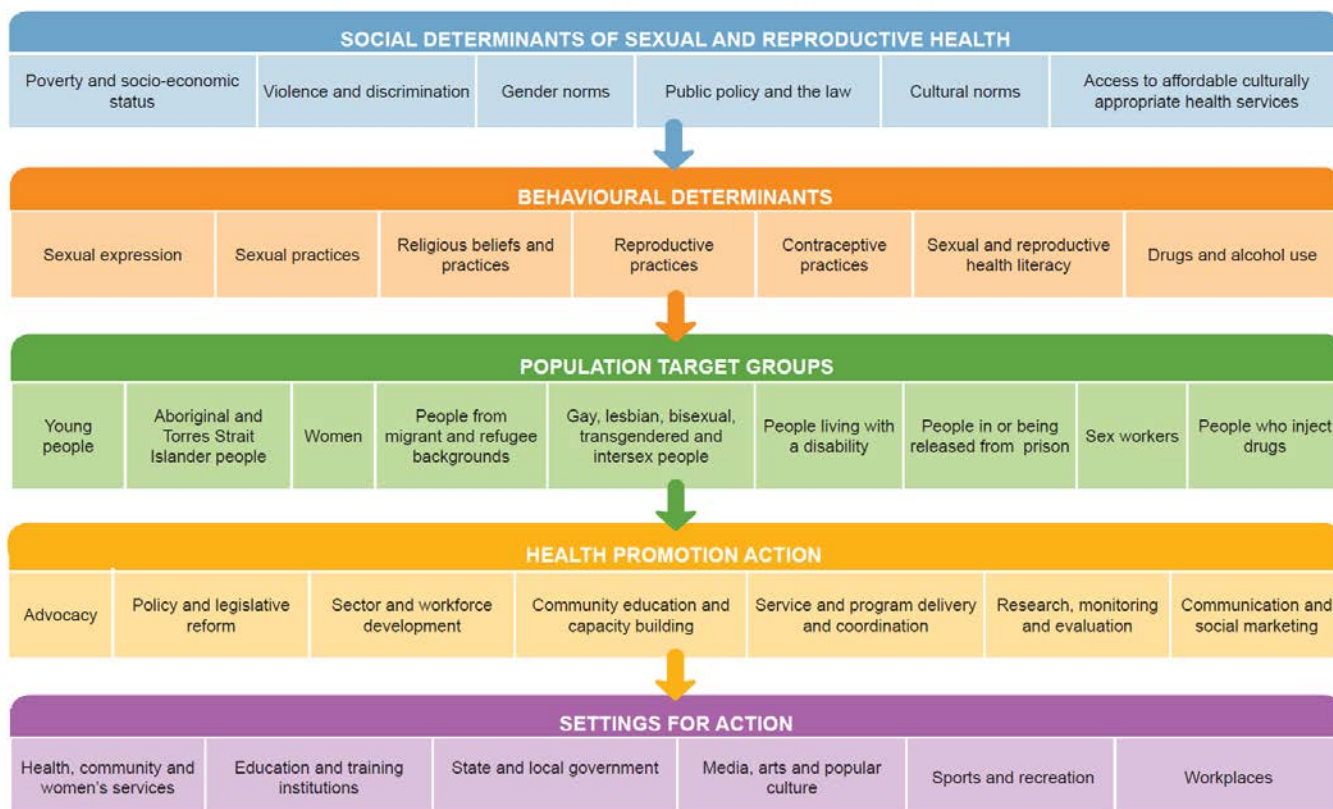 SOCIAL DETERMINANTS OF SEXUAL AND REPRODUCTIVE HEALTH
Poverty and socio-economic
status
Violence and discrimination
Gender norms
Public policy and the law
Cultural norms
Access to affordable culturally
appropriate health services
BEHAVIOURAL DETERMINANTS
Sexual expression
Sexual practices
Religious beliefs and
practices
Reproductive
practices
Contraceptive
practices
Sexual and reproductive
health literacy
Drugs and alcohol use
POPULATION TARGET GROUPS
Young
people
Aboriginal and
Torres Strait
Islander people
Women
People from
migrant and refugee
backgrounds
Gay, lesbian, bisexual,
transgendered and
intersex people
People living with
a disability
People in or being
released from prison
Sex workers
People who inject
drugs
HEALTH PROMOTION ACTION
Advocacy
Policy and legislative
reform
Sector and workforce
development
Community education and
capacity building
Service and program delivery
and coordination
Research, monitoring
and evaluation
Communication and
social marketing
SETTINGS FOR ACTION
Health, community and
women's services
Education and training
institutions
State and local government
Media, arts and popular
culture
Sports and recreation
Workplaces